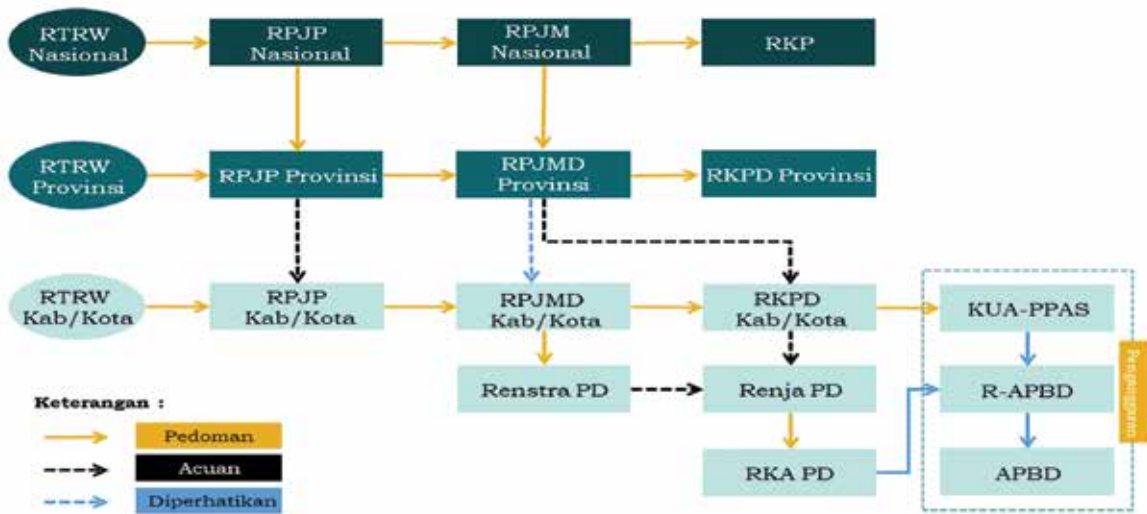 RTRW
Nasional
RPJP
Nasional
RPJM
Nasional
RKP
RTRW
Provinsi
RPJP Provinsi
RPJMD
Provinsi
RKPD Provinsi
RTRW
Kab/Kota
RPJP
Kab/Kota
RPJMD
Kab/Kota
RKPD
Kab/Kota
KUA-PPAS
Renstra PD
Renja PD
R-APBD
Penganggaran
RKA PD
APBD
Keterangan :
Pedoman
Acuan
Diperhatikan